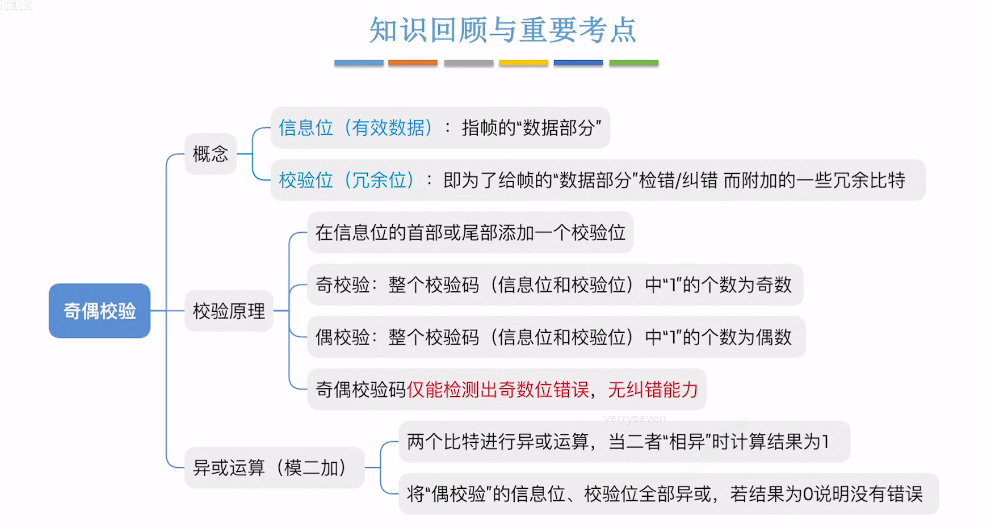 知识回顾与重要考点
信息位（有效数据）：指帧的“数据部分”
概念
校验位（冗余位）：即为了给帧的“数据部分”检错/纠错 而附加的一些冗余比特
在信息位的首部或尾部添加一个校验位
奇校验：整个校验码（信息位和校验位）中“1”的个数为奇数
奇偶校验
校验原理
偶校验：整个校验码（信息位和校验位）中“1”的个数为偶数
奇偶校验码仅能检测出奇数位错误，无纠错能力
verryseven
两个比特进行异或运算，当二者“相异”时计算结果为1
异或运算（模二加）
将“偶校验”的信息位、校验位全部异或，若结果为0说明没有错误